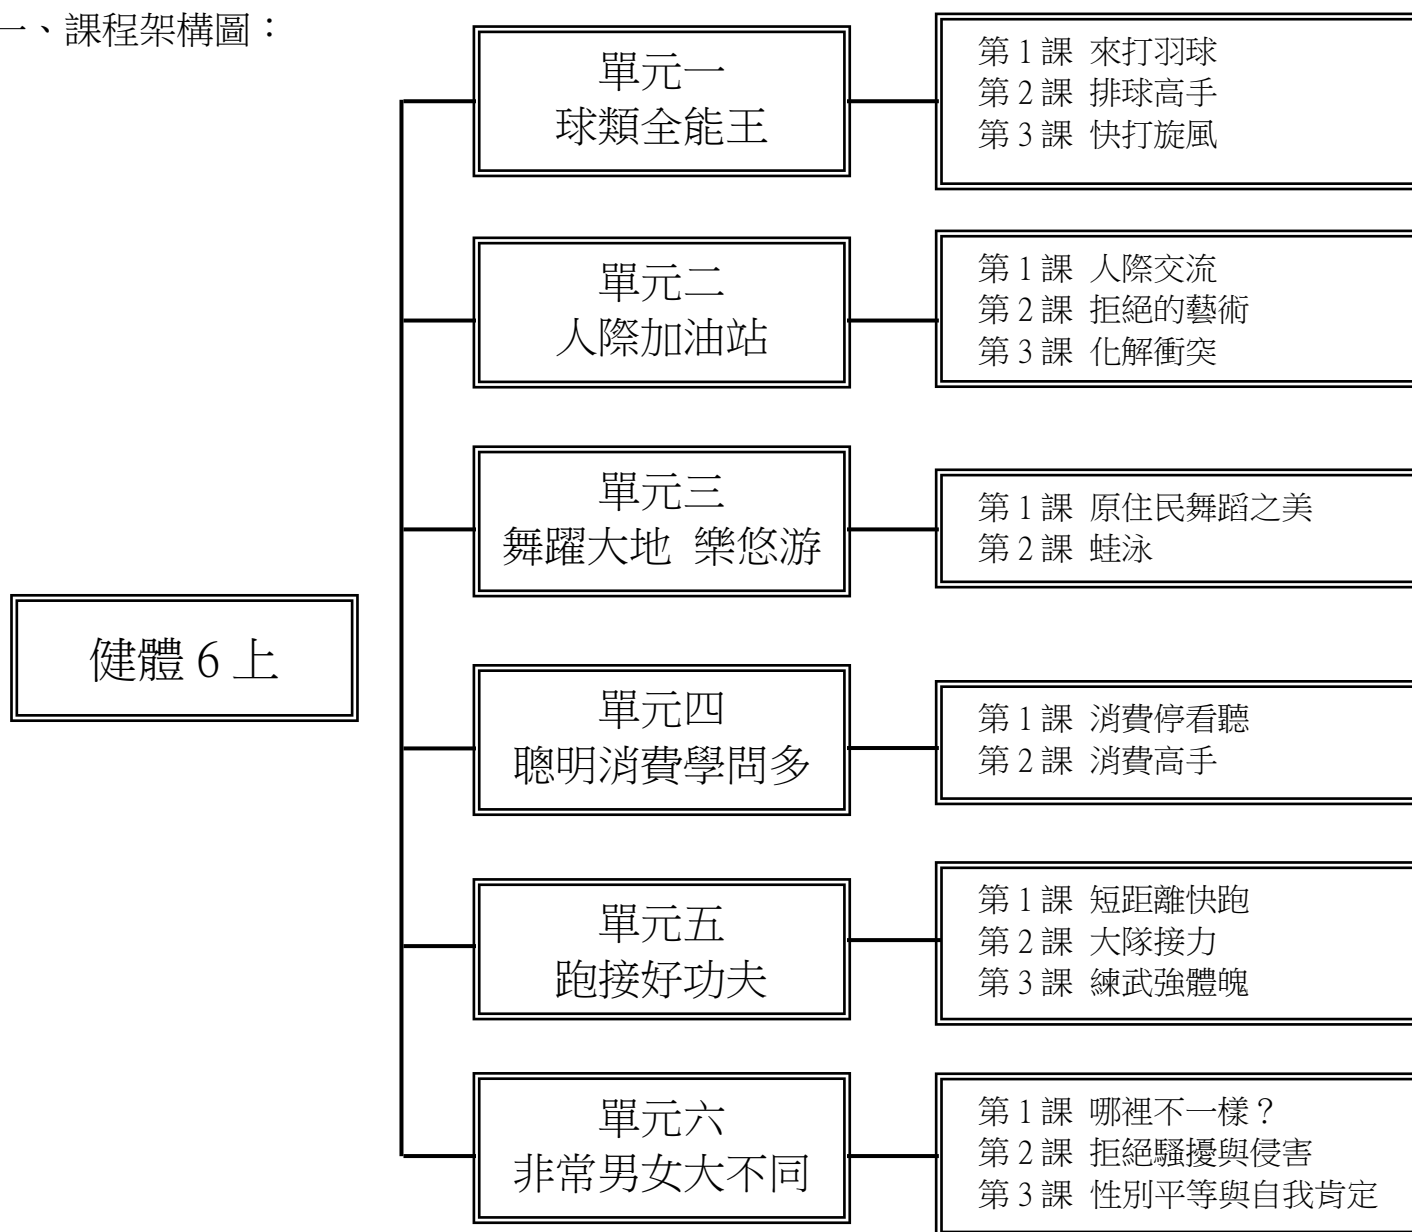 一、課程架構圖：
健體 6 上
單元一
球類全能王
第 1 課 來打羽球
第 2 課 排球高手
第 3 課 快打旋風
單元二
人際加油站
第 1 課 人際交流
第 2 課 拒絕的藝術
第 3 課 化解衝突
單元三
舞躍大地 樂悠游
第 1 課 原住民舞蹈之美
第 2 課 蛙泳
單元四
聰明消費學問多
第 1 課 消費停看聽
第 2 課 消費高手
單元五
跑接好功夫
第 1 課 短距離快跑
第 2 課 大隊接力
第 3 課 練武強體魄
單元六
非常男女大不同
第 1 課 哪裡不一樣？
第 2 課 拒絕騷擾與侵害
第 3 課 性別平等與自我肯定